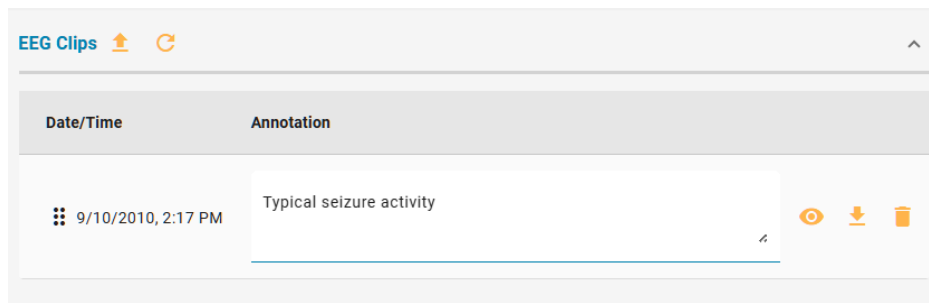 EEG Clips
Date/Time Annotation
9/10/2010, 2:17 PM Typical seizure activity